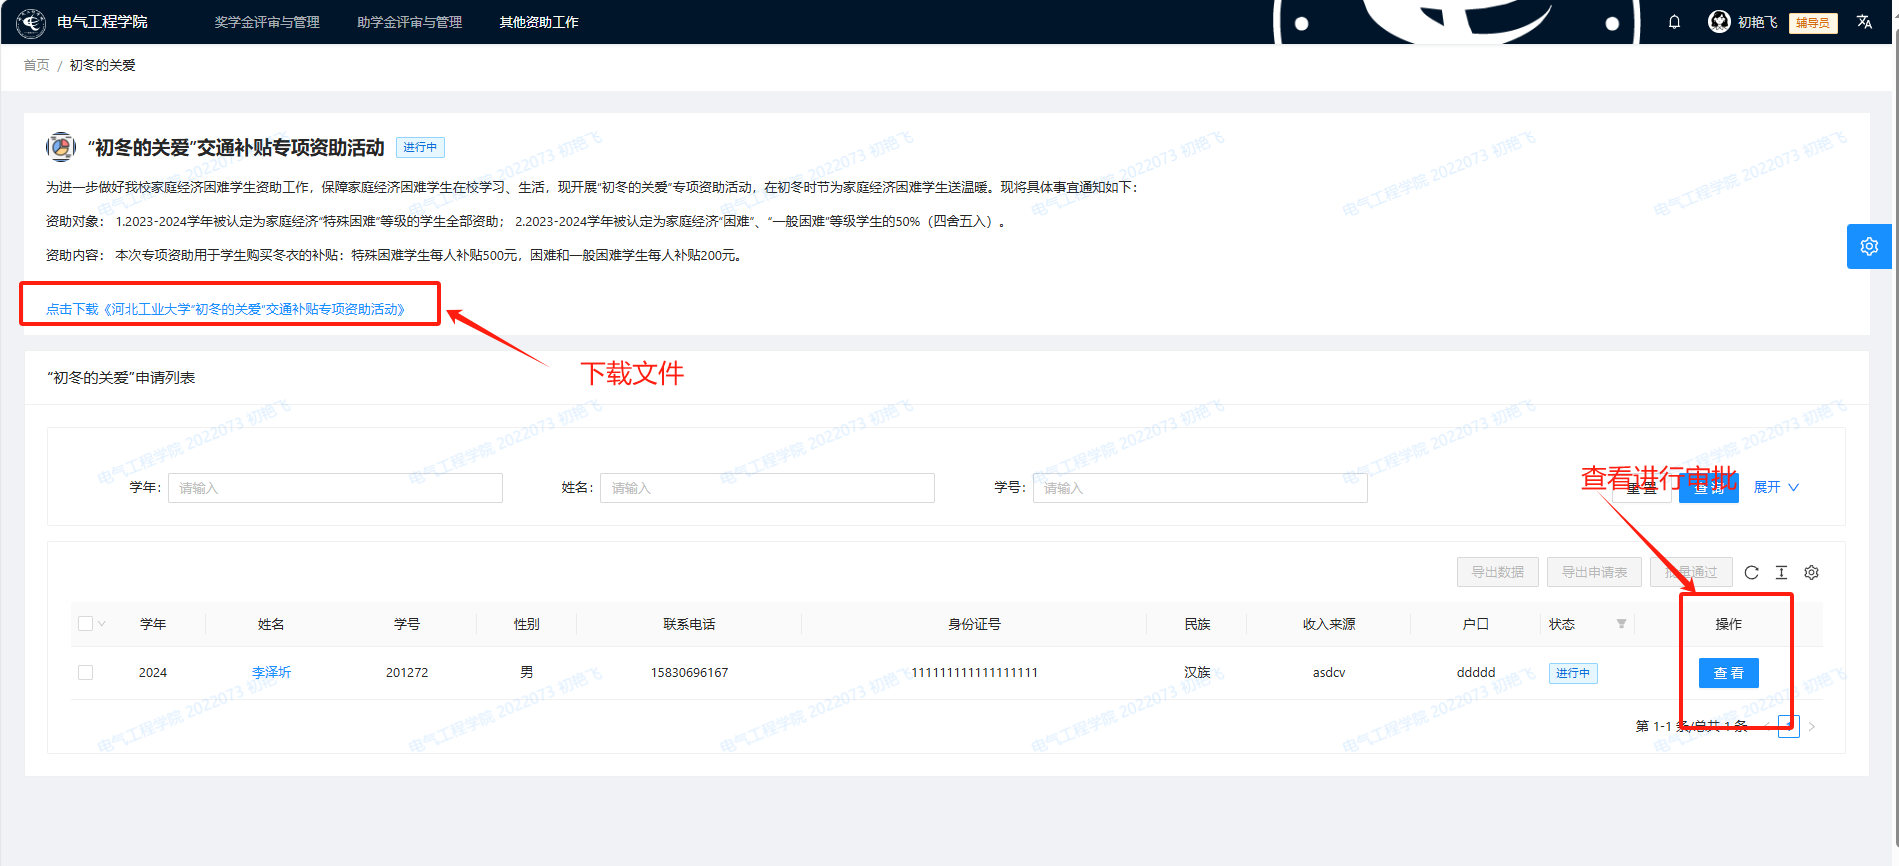 电气工程学院 奖学金评审与管理 助学金评审与管理 其他资助工作 初艳飞 辅导员
首页 / 初冬的关爱
“初冬的关爱”交通补贴专项资助活动 进行中
为进一步做好我校家庭经济困难学生资助工作，保障家庭经济困难学生在校学习、生活，现开展“初冬的关爱”专项资助活动，在初冬时节为家庭经济困难学生送温暖。现将具体事宜通知如下：
资助对象： 1.2023-2024学年被认定为家庭经济“特殊困难”等级的学生全部资助； 2.2023-2024学年被认定为家庭经济“困难”、“一般困难”等级学生的50%（四舍五入）。
资助内容： 本次专项资助用于学生购买冬衣的补贴：特殊困难学生每人补贴500元，困难和一般困难学生每人补贴200元。
点击下载《河北工业大学“初冬的关爱”交通补贴专项资助活动》
下载文件
“初冬的关爱”申请列表
查看进行审批
学年: 请输入 姓名: 请输入 学号: 请输入 重置 查询 展开
导出数据 导出申请表 批量通过
学年 姓名 学号 性别 联系电话 身份证号 民族 收入来源 户口 状态 操作
2024 李泽圻 201272 男 15830696167 111111111111111111 汉族 asdcv ddddd 进行中 查看
第 1-1 条/总共 1 条 < 1 >
电气工程学院 2022073 初艳飞